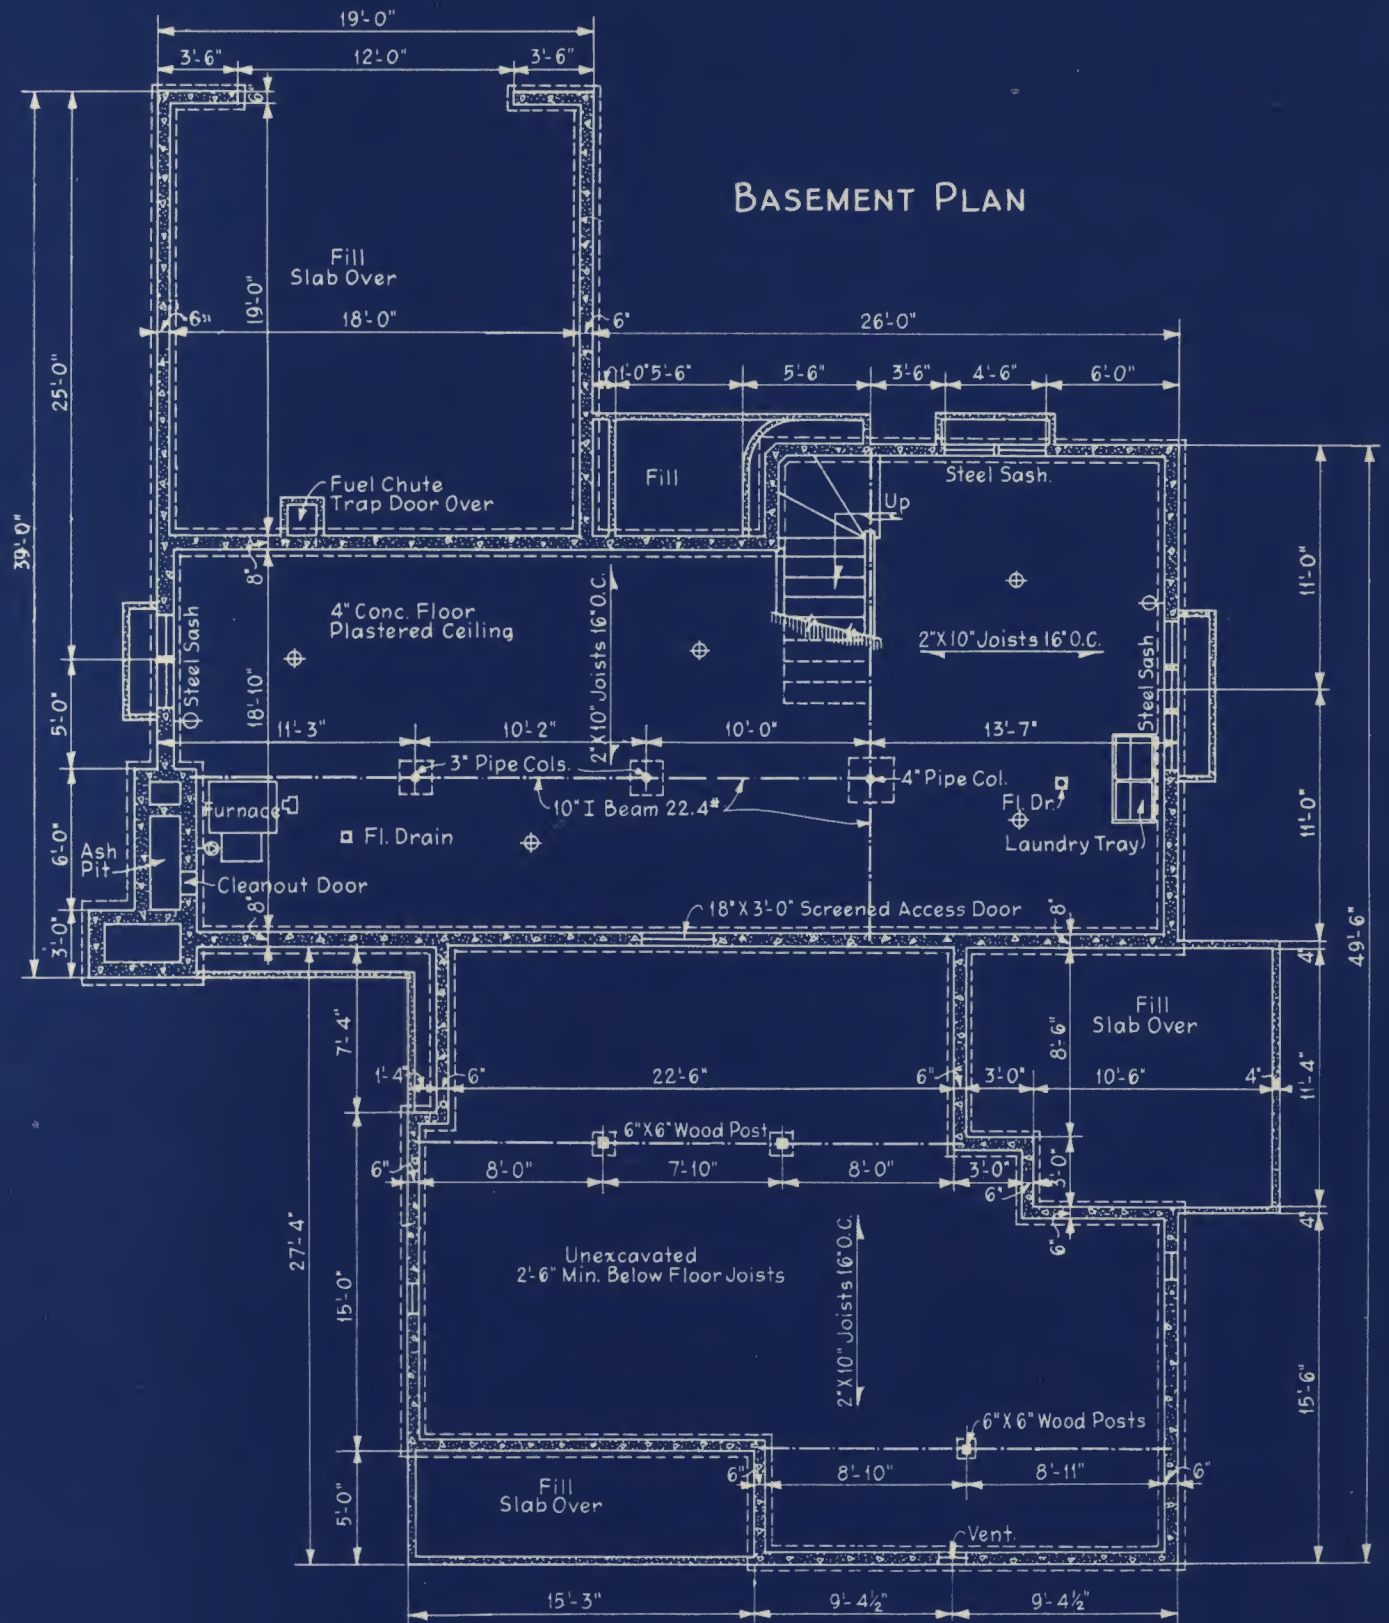 19'-0"
3'-6"
12'-0"
3'-6"
6"
BASEMENT PLAN
Fill
Slab Over
19'-0"
6"
18'-0"
6"
26'-0"
25'-0"
1'-0"
5'-6"
5'-6"
3'-6"
4'-6"
6'-0"
Fuel Chute
Trap Door Over
Fill
Steel Sash.
Up
39'-0"
8"
4" Conc. Floor
Plastered Ceiling
2"X10" Joists 16" O.C.
2"X10" Joists 16" O.C.
11'-0"
Steel Sash
Steel Sash
18'-10"
5'-0"
11'-3"
10'-2"
10'-0"
13'-7"
3" Pipe Cols.
4" Pipe Col.
10" I Beam 22.4#
Furnace
Fl. Drain
Fl. Dr.
Laundry Tray
11'-0"
6'-0"
Ash
Pit
Cleanout Door
49'-6"
3'-0"
8"
18" X 3'-0" Screened Access Door
8"
4"
Fill
Slab Over
7'-4"
8'-6"
1'-4"
6"
22'-6"
6"
3'-0"
10'-6"
4"
11'-4"
6"X6" Wood Post
6"
8'-0"
7'-10"
8'-0"
3'-0"
6"
3'-0"
4"
6"
27'-4"
Unexcavated
2'-6" Min. Below Floor Joists
2"X10" Joists 16" O.C.
15'-0"
15'-6"
6"X6" Wood Posts
6"
8'-10"
8'-11"
6"
Fill
Slab Over
5'-0"
Vent.
15'-3"
9'-4½"
9'-4½"